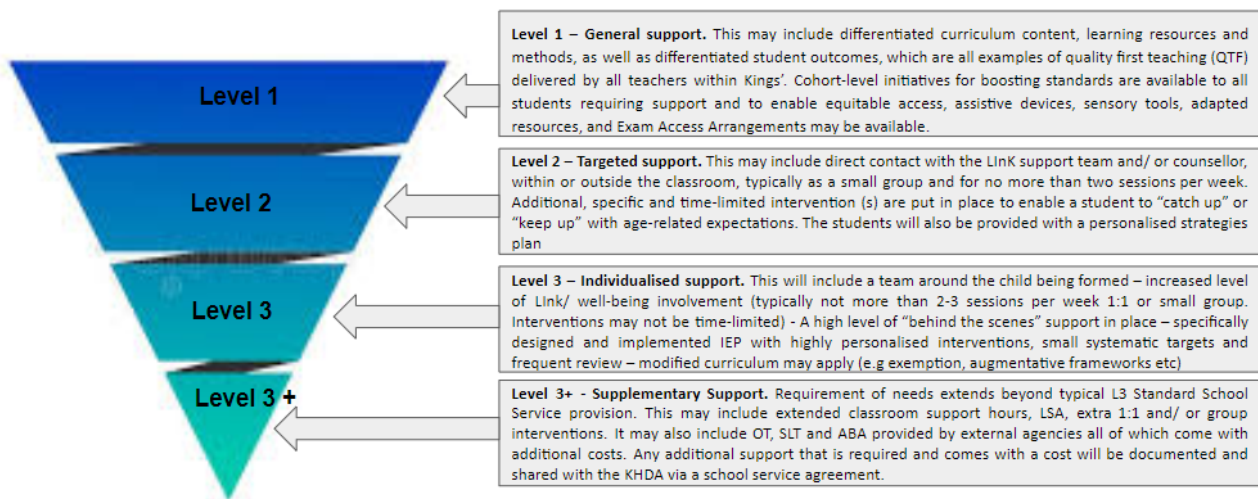 Level 1
Level 1 – General support. This may include differentiated curriculum content, learning resources and
methods, as well as differentiated student outcomes, which are all examples of quality first teaching (QTF)
delivered by all teachers within Kings’. Cohort-level initiatives for boosting standards are available to all
students requiring support and to enable equitable access, assistive devices, sensory tools, adapted
resources, and Exam Access Arrangements may be available.
Level 2
Level 2 – Targeted support. This may include direct contact with the LInK support team and/ or counsellor,
within or outside the classroom, typically as a small group and for no more than two sessions per week.
Additional, specific and time-limited intervention (s) are put in place to enable a student to “catch up” or
“keep up” with age-related expectations. The students will also be provided with a personalised strategies
plan
Level 3
Level 3 – Individualised support. This will include a team around the child being formed – increased level
of LInk/ well-being involvement (typically not more than 2-3 sessions per week 1:1 or small group.
Interventions may not be time-limited) - A high level of “behind the scenes” support in place – specifically
designed and implemented IEP with highly personalised interventions, small systematic targets and
frequent review – modified curriculum may apply (e.g exemption, augmentative frameworks etc)
Level 3 +
Level 3+ - Supplementary Support. Requirement of needs extends beyond typical L3 Standard School
Service provision. This may include extended classroom support hours, LSA, extra 1:1 and/ or group
interventions. It may also include OT, SLT and ABA provided by external agencies all of which come with
additional costs. Any additional support that is required and comes with a cost will be documented and
shared with the KHDA via a school service agreement.